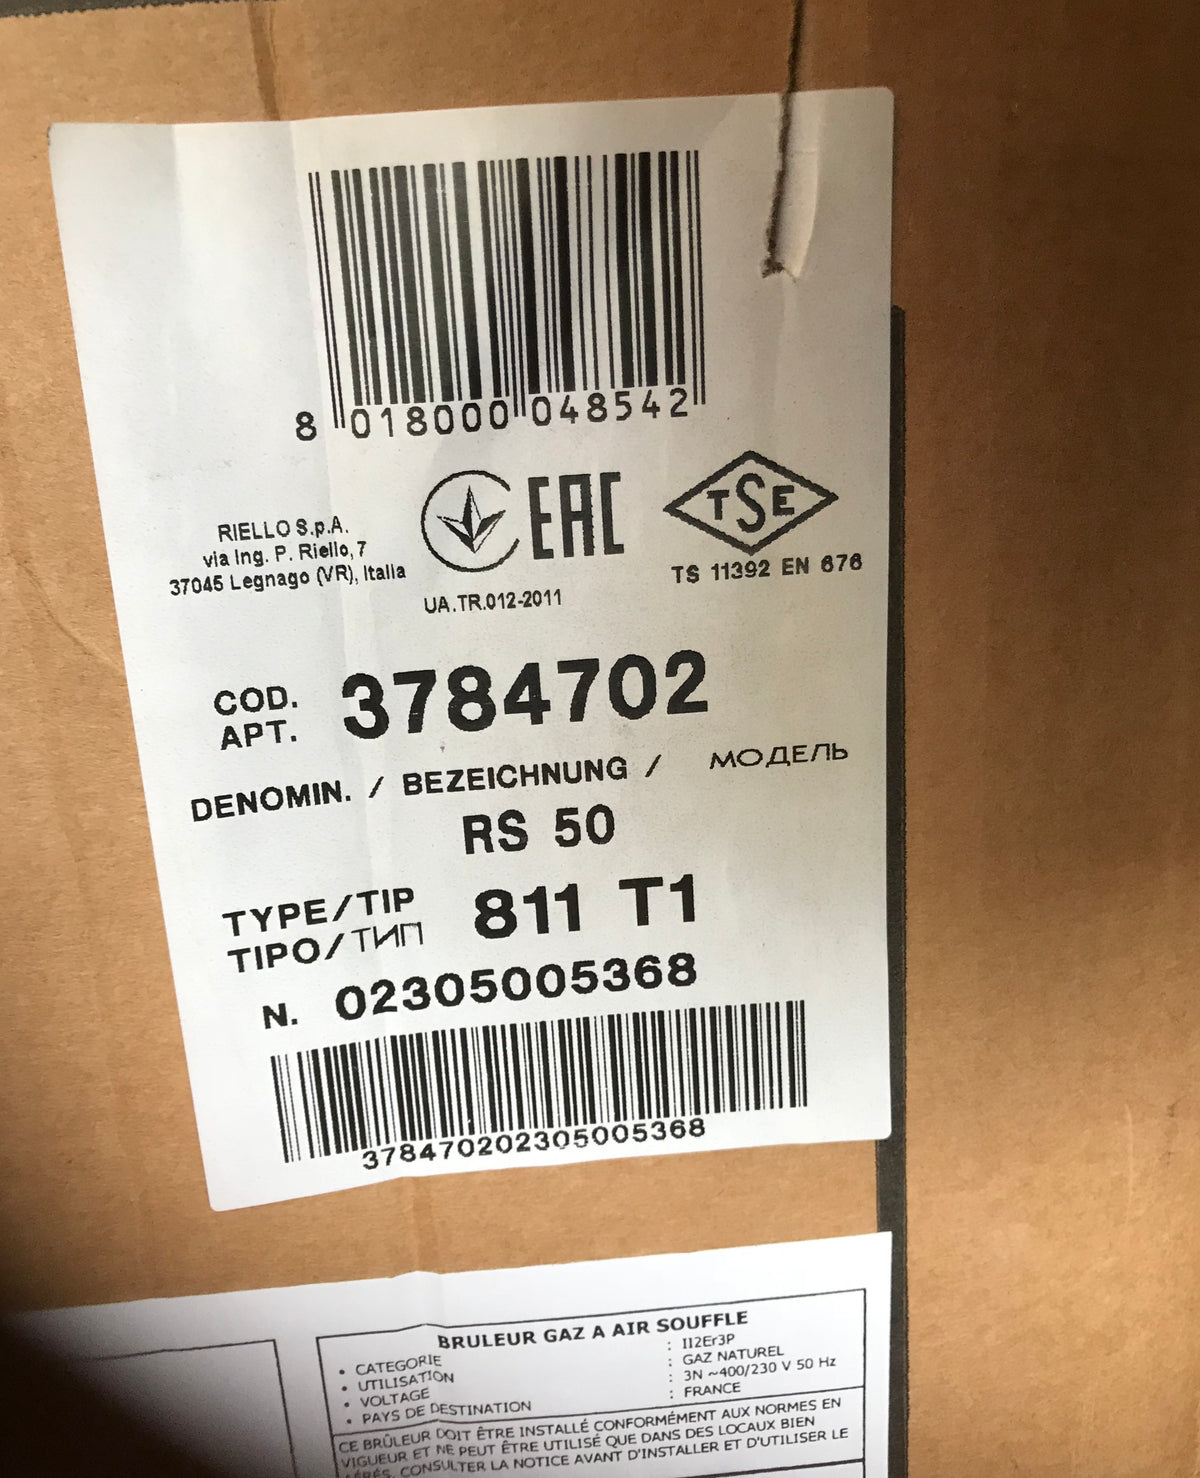 8 018000 048542
RIELLO S.p.A.
via Ing. P. Riello, 7
37045 Legnago (VR), Italia
UA.TR.012-2011
EAC
TSE
TS 11392 EN 676
COD. 3784702
АРТ.
DENOMIN. / BEZEICHNUNG / МОДЕЛЬ
RS 50
TYPE/TIP 811 T1
TIPO/ТИП
N. 02305005368
378470202305005368
BRULEUR GAZ A AIR SOUFFLE
• CATEGORIE : II2Er3P
• UTILISATION : GAZ NATUREL
• VOLTAGE : 3N ~400/230 V 50 Hz
• PAYS DE DESTINATION : FRANCE
CE BRÛLEUR DOIT ÊTRE INSTALLÉ CONFORMÉMENT AUX NORMES EN
VIGUEUR ET NE PEUT ÊTRE UTILISÉ QUE DANS DES LOCAUX BIEN
CONSULTER LA NOTICE AVANT D'INSTALLER ET D'UTILISER LE